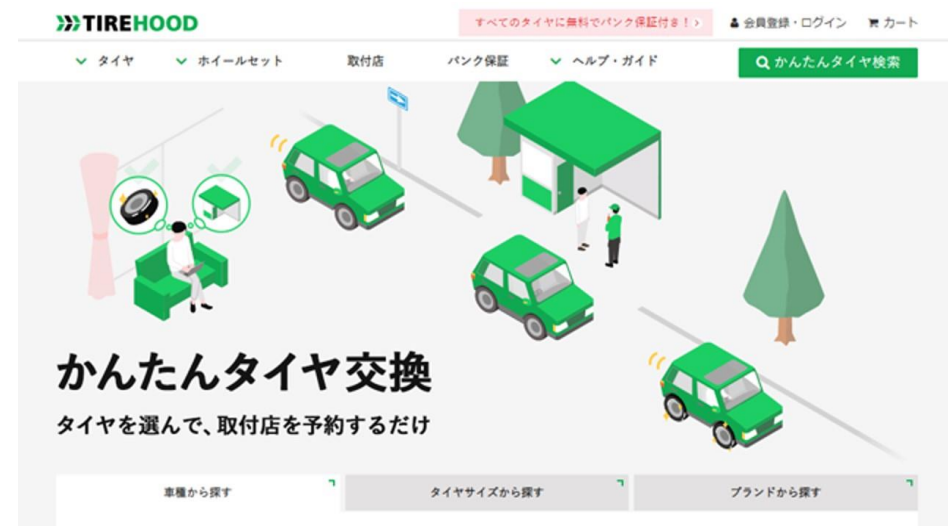 TIREHOOD
すべてのタイヤに無料でパンク保証付き！
会員登録・ログイン
カート
タイヤ
ホイールセット
取付店
パンク保証
ヘルプ・ガイド
かんたんタイヤ検索
かんたんタイヤ交換
タイヤを選んで、取付店を予約するだけ
車種から探す
タイヤサイズから探す
ブランドから探す